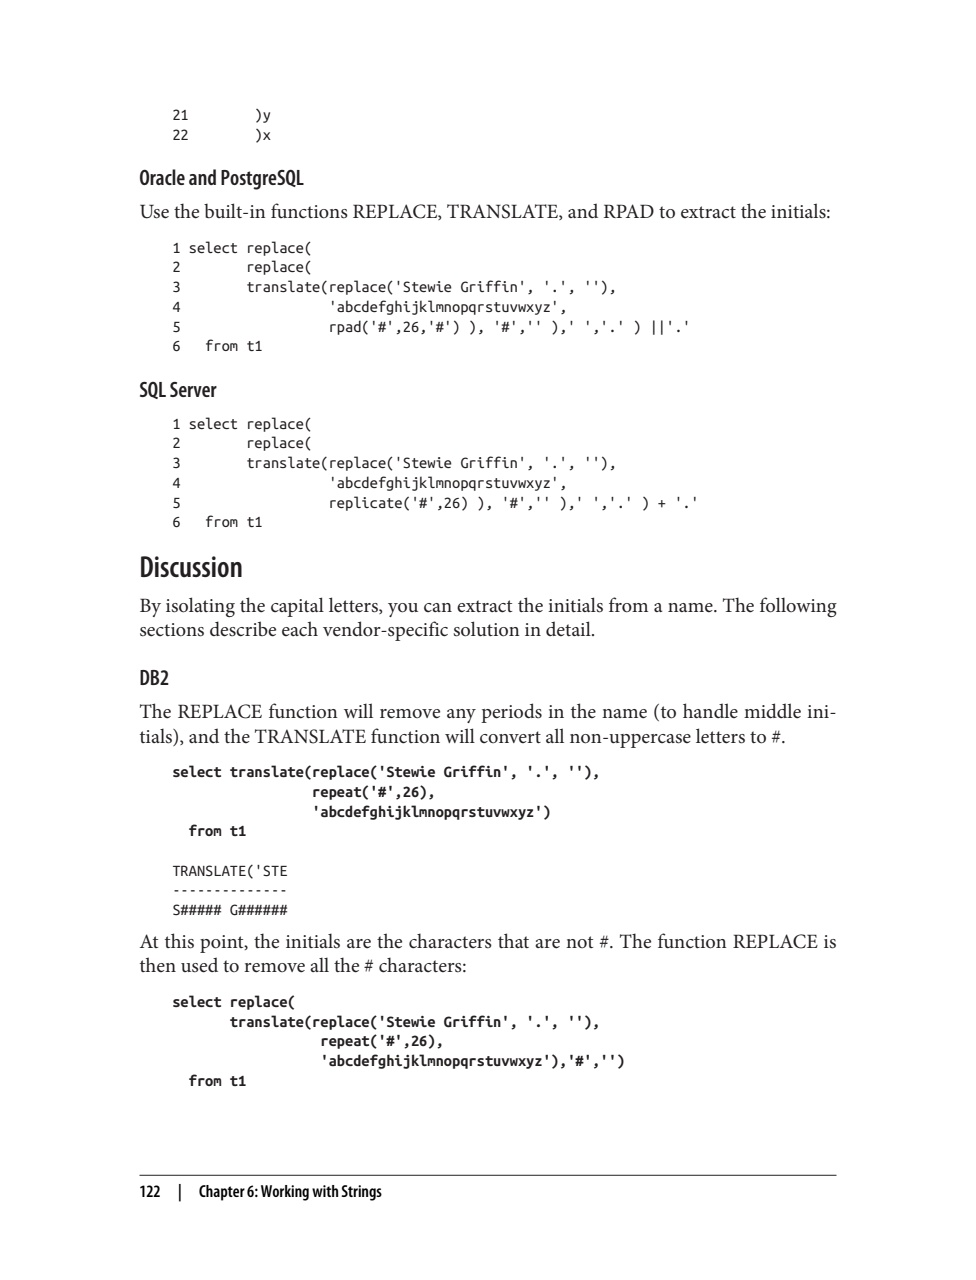 21        )y
22        )x
Oracle and PostgreSQL
Use the built-in functions REPLACE, TRANSLATE, and RPAD to extract the initials:
1 select replace(
2        replace(
3        translate(replace('Stewie Griffin', '.', ''),
4                  'abcdefghijklmnopqrstuvwxyz',
5                  rpad('#',26,'#') ), '#','' ),' ','.' ) ||'.'
6   from t1
SQL Server
1 select replace(
2        replace(
3        translate(replace('Stewie Griffin', '.', ''),
4                  'abcdefghijklmnopqrstuvwxyz',
5                  replicate('#',26) ), '#','' ),' ','.' ) + '.'
6   from t1
Discussion
By isolating the capital letters, you can extract the initials from a name. The following
sections describe each vendor-specific solution in detail.
DB2
The REPLACE function will remove any periods in the name (to handle middle ini-
tials), and the TRANSLATE function will convert all non-uppercase letters to #.
select translate(replace('Stewie Griffin', '.', ''),
                 repeat('#',26),
                 'abcdefghijklmnopqrstuvwxyz')
  from t1
TRANSLATE('STE
--------------
S##### G######
At this point, the initials are the characters that are not #. The function REPLACE is
then used to remove all the # characters:
select replace(
       translate(replace('Stewie Griffin', '.', ''),
                  repeat('#',26),
                  'abcdefghijklmnopqrstuvwxyz'),'#','')
  from t1
122 | Chapter 6: Working with Strings